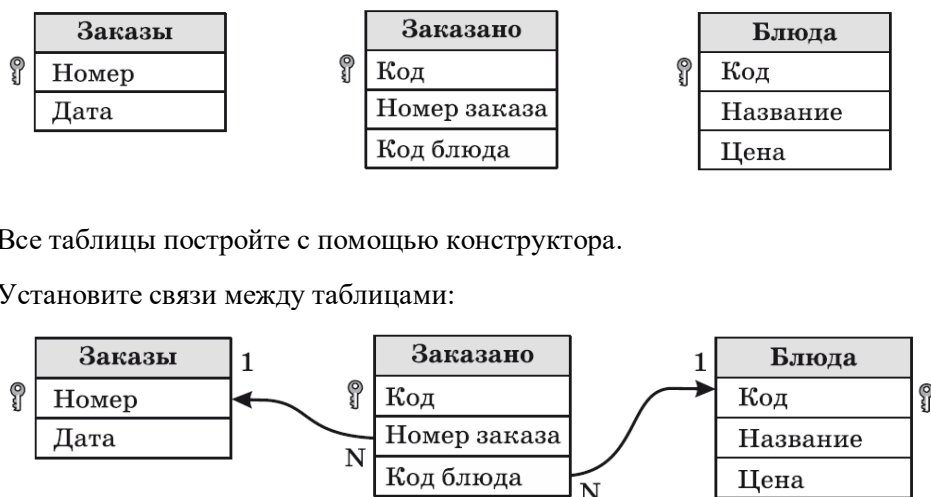 Заказы
Номер
Дата
Заказано
Код
Номер заказа
Код блюда
Блюда
Код
Название
Цена
Все таблицы постройте с помощью конструктора.
Установите связи между таблицами:
Заказы
Номер
Дата
1
Заказано
Код
Номер заказа
Код блюда
N
N
1
Блюда
Код
Название
Цена